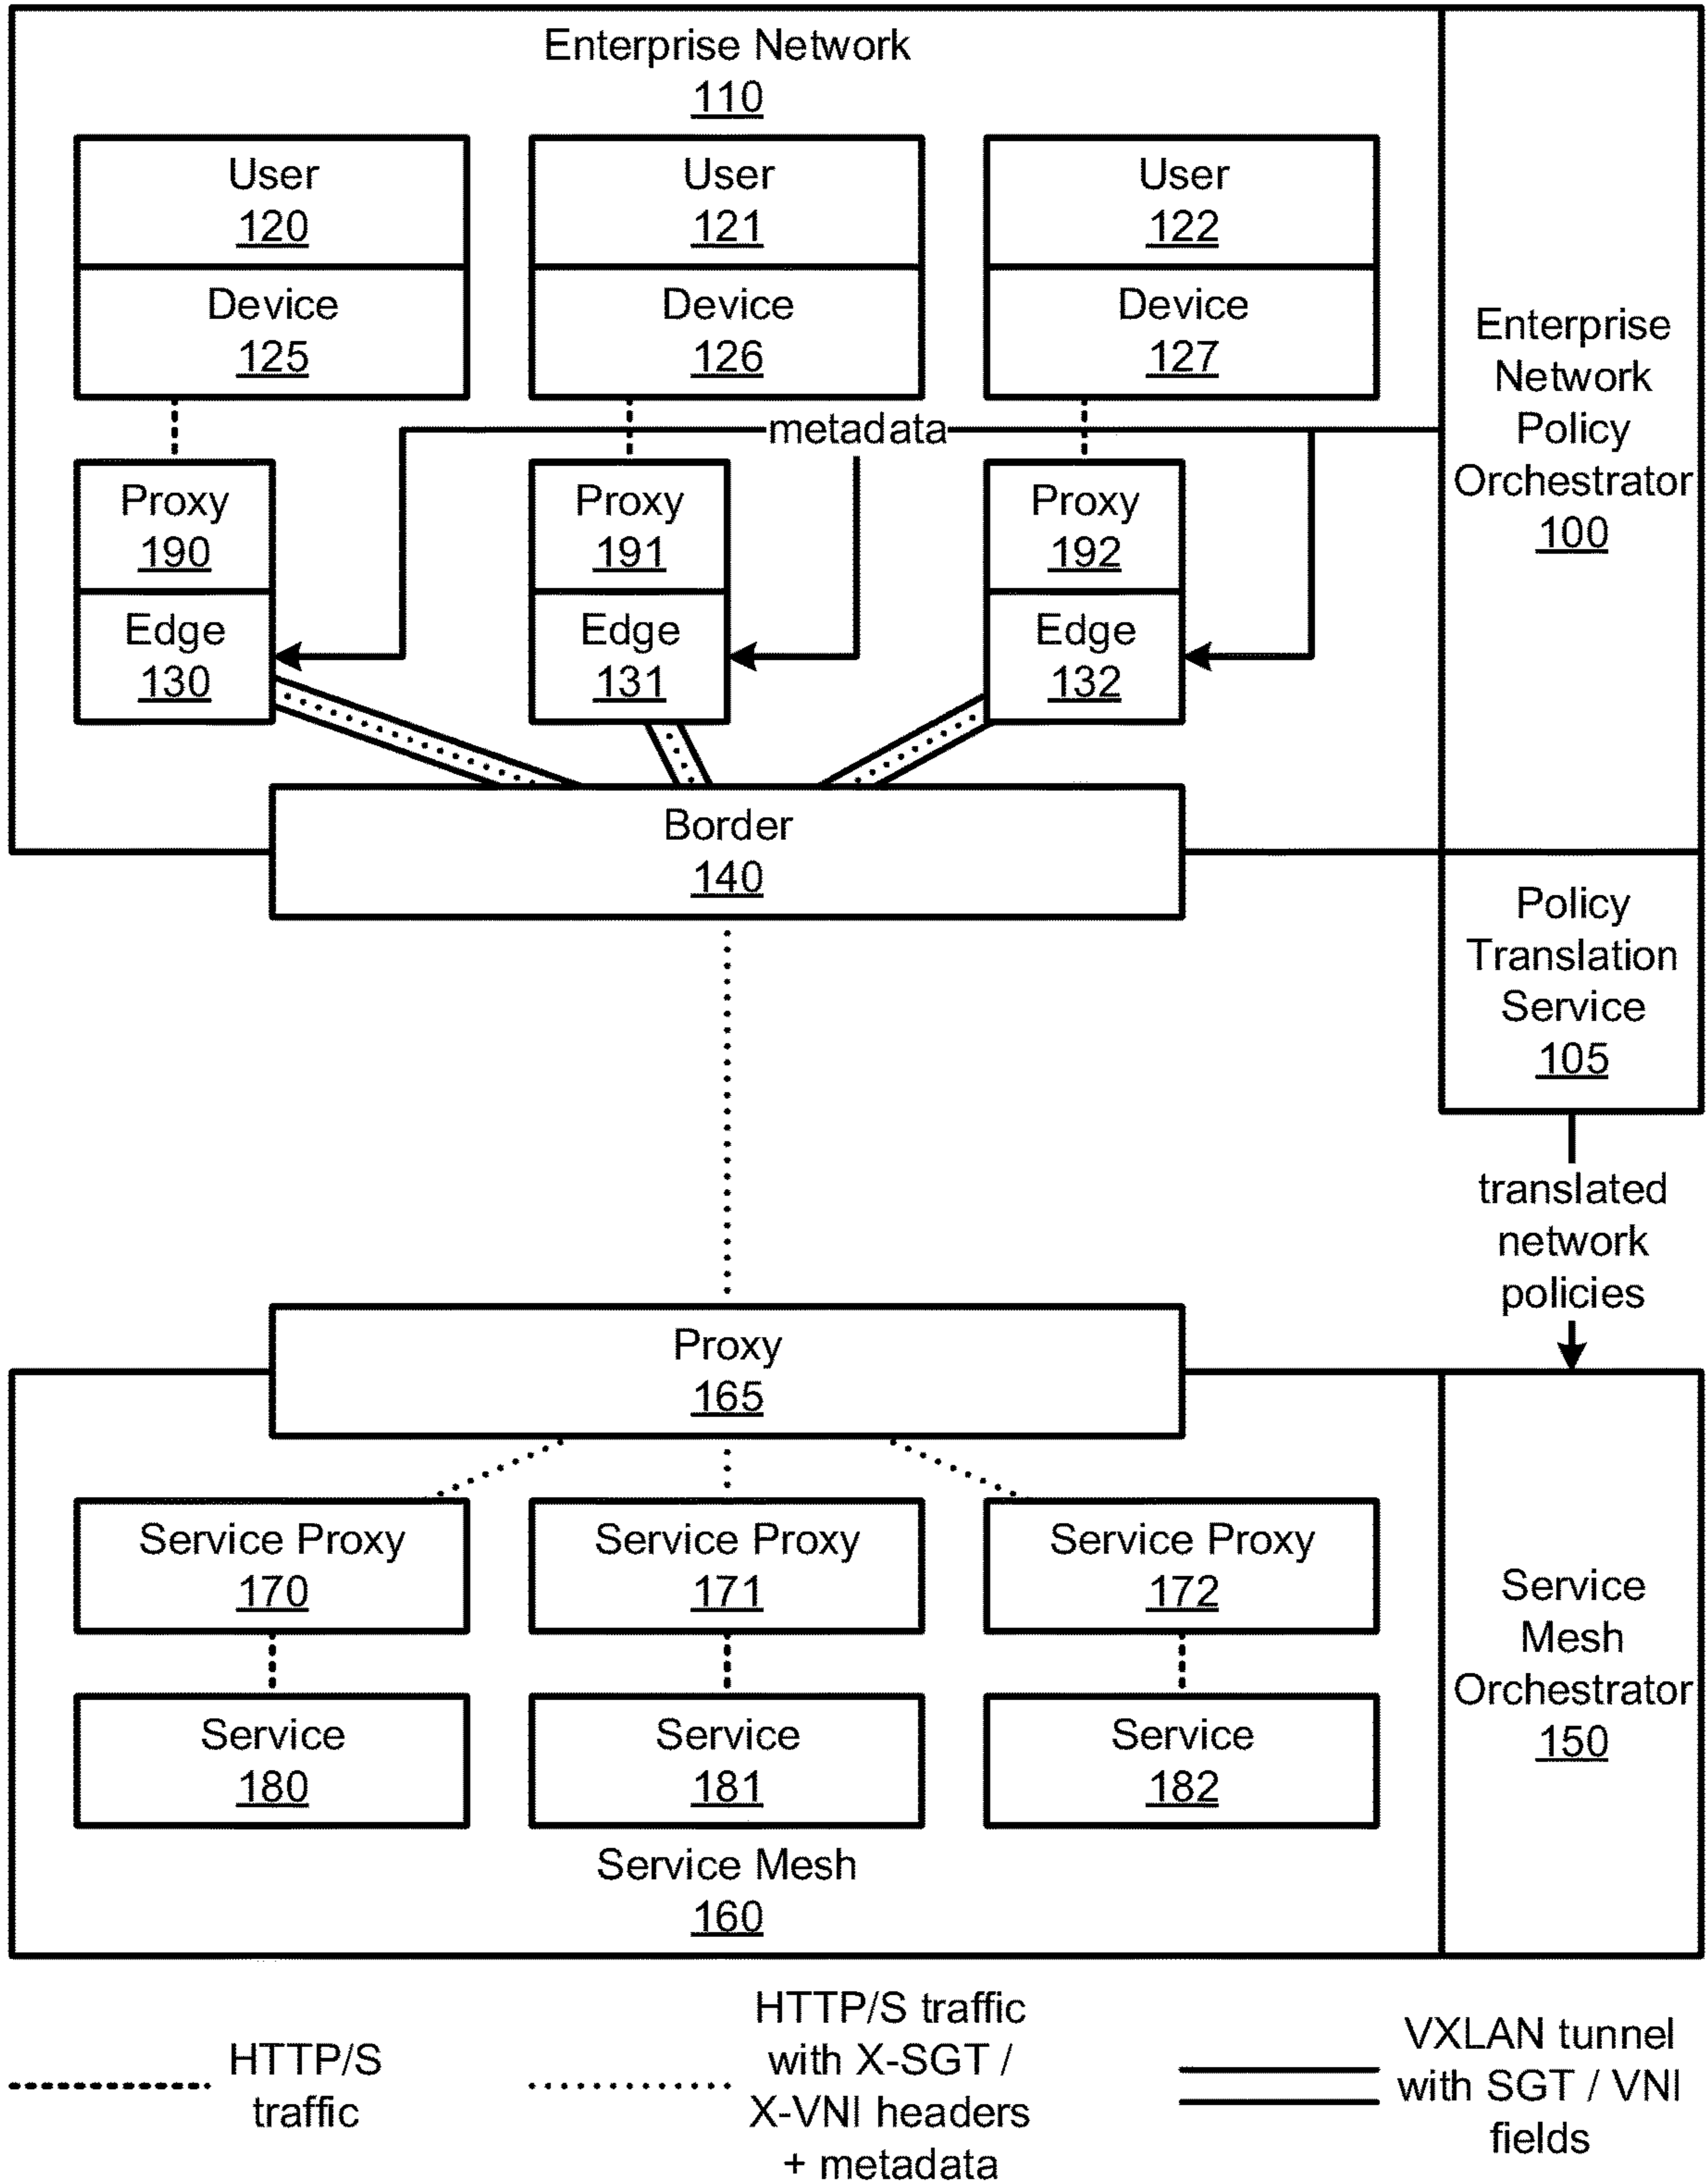 Enterprise Network
110
User
120
User
121
User
122
Device
125
Device
126
Device
127
metadata
Enterprise
Network
Policy
Orchestrator
100
Proxy
190
Proxy
191
Proxy
192
Edge
130
Edge
131
Edge
132
Border
140
Policy
Translation
Service
105
translated
network
policies
Proxy
165
Service Proxy
170
Service Proxy
171
Service Proxy
172
Service
180
Service
181
Service
182
Service Mesh
160
Service
Mesh
Orchestrator
150
HTTP/S
traffic
HTTP/S traffic
with X-SGT /
X-VNI headers
+ metadata
VXLAN tunnel
with SGT / VNI
fields